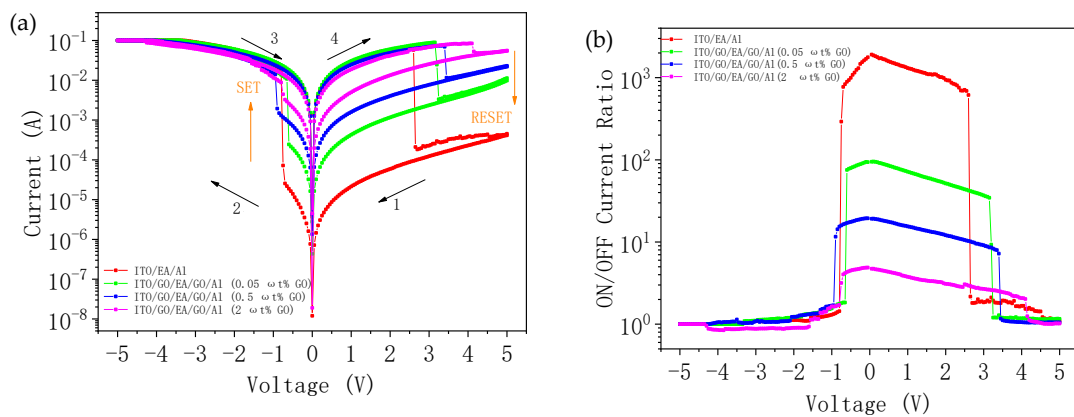 (a)
Current (A)
10⁻¹
10⁻²
10⁻³
10⁻⁴
10⁻⁵
10⁻⁶
10⁻⁷
10⁻⁸
3
4
SET
RESET
2
1
ITO/EA/Al
ITO/GO/EA/GO/Al (0.05 ωt% GO)
ITO/GO/EA/GO/Al (0.5 ωt% GO)
ITO/GO/EA/GO/Al (2 ωt% GO)
-5 -4 -3 -2 -1 0 1 2 3 4 5
Voltage (V)
(b)
ON/OFF Current Ratio
10³
10²
10¹
10⁰
ITO/EA/Al
ITO/GO/EA/GO/Al(0.05 ωt% GO)
ITO/GO/EA/GO/Al(0.5 ωt% GO)
ITO/GO/EA/GO/Al(2 ωt% GO)
-5 -4 -3 -2 -1 0 1 2 3 4 5
Voltage (V)